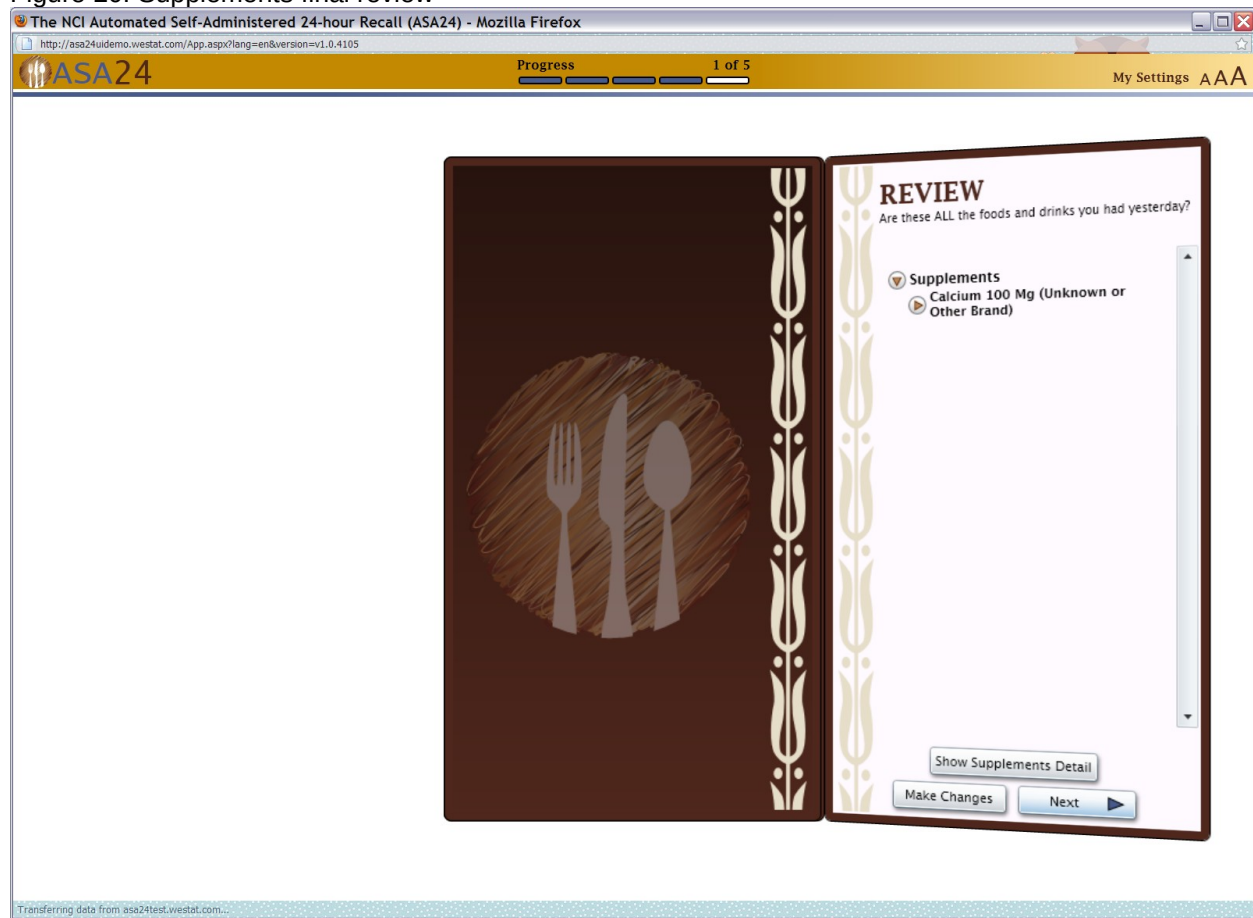 Figure 20: Supplements final review
The NCI Automated Self-Administered 24-hour Recall (ASA24) - Mozilla Firefox
http://asa24uidemo.westat.com/App.aspx?lang=en&version=v1.0.4105
ASA24
Progress 1 of 5
My Settings A A A
REVIEW
Are these ALL the foods and drinks you had yesterday?
Supplements
Calcium 100 Mg (Unknown or
Other Brand)
Show Supplements Detail
Make Changes
Next
Transferring data from asa24test.westat.com...